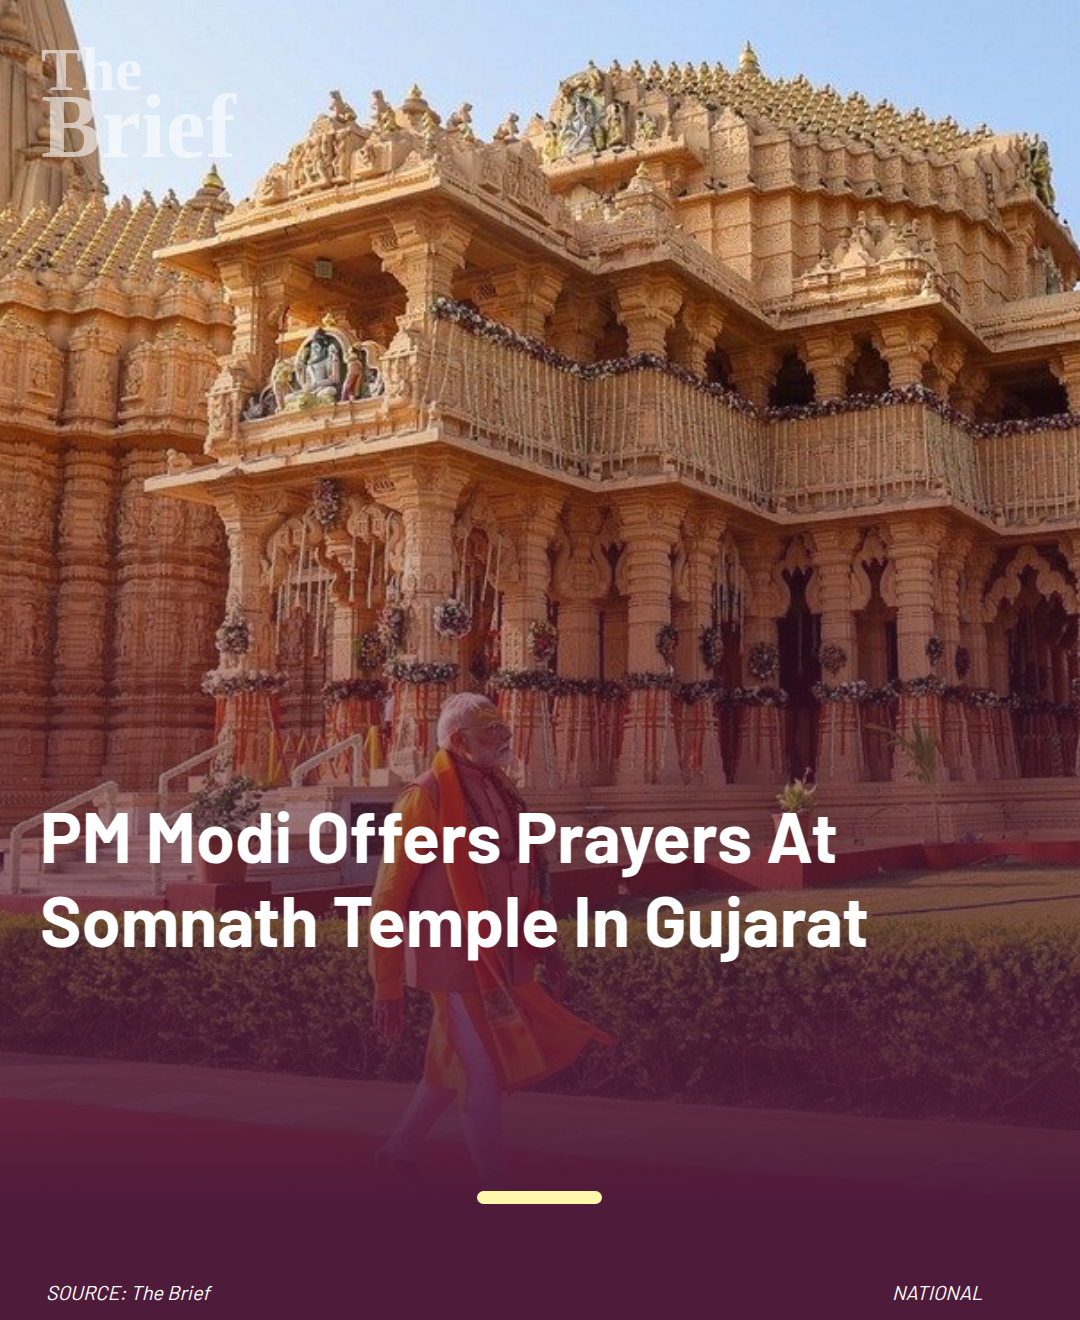 The
Brief
PM Modi Offers Prayers At
Somnath Temple In Gujarat
SOURCE: The Brief
NATIONAL